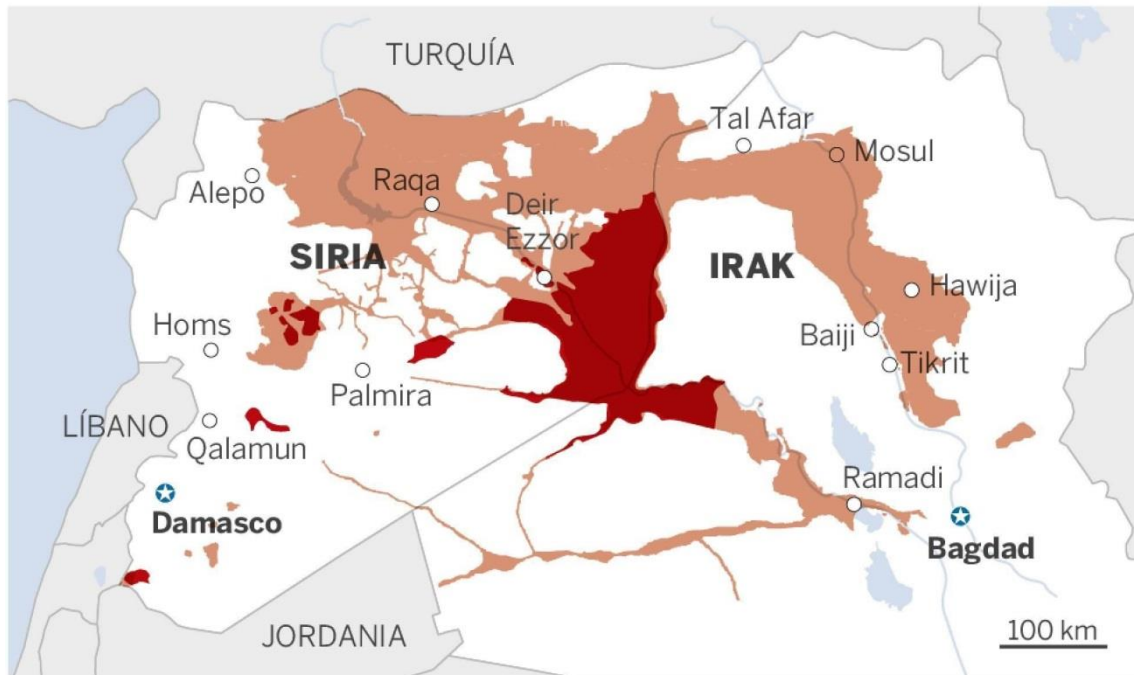 TURQUÍA
Tal Afar
Mosul
Alepo
Raqa
Deir
Ezzor
SIRIA
IRAK
Hawija
Homs
Baiji
Tikrit
Palmira
LÍBANO
Qalamun
Ramadi
Damasco
Bagdad
JORDANIA
100 km